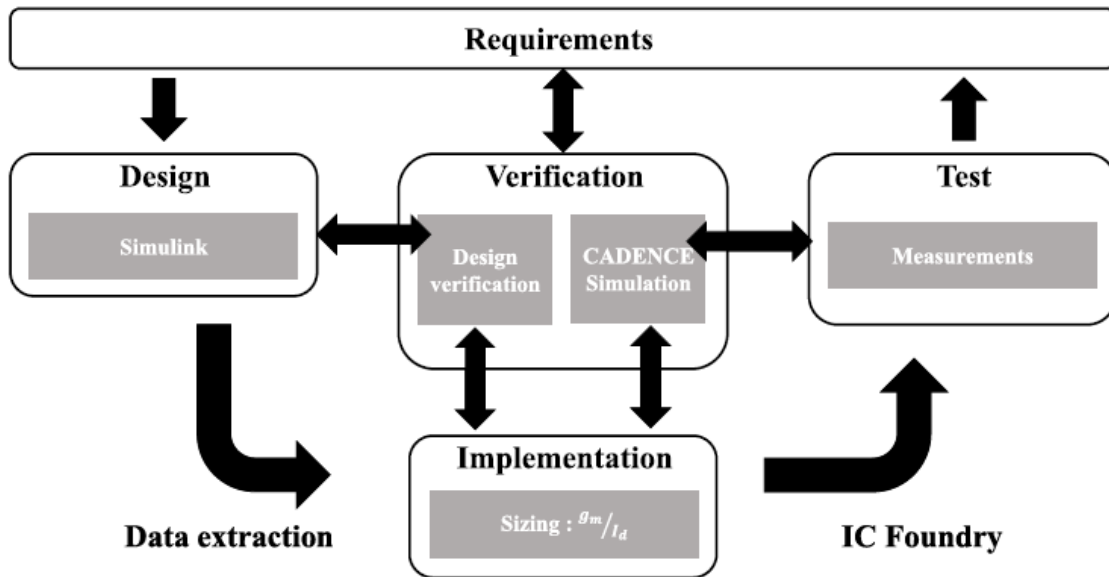 Requirements
Design
Simulink
Verification
Design
verification
CADENCE
Simulation
Test
Measurements
Implementation
Sizing : gm/Id
Data extraction
IC Foundry